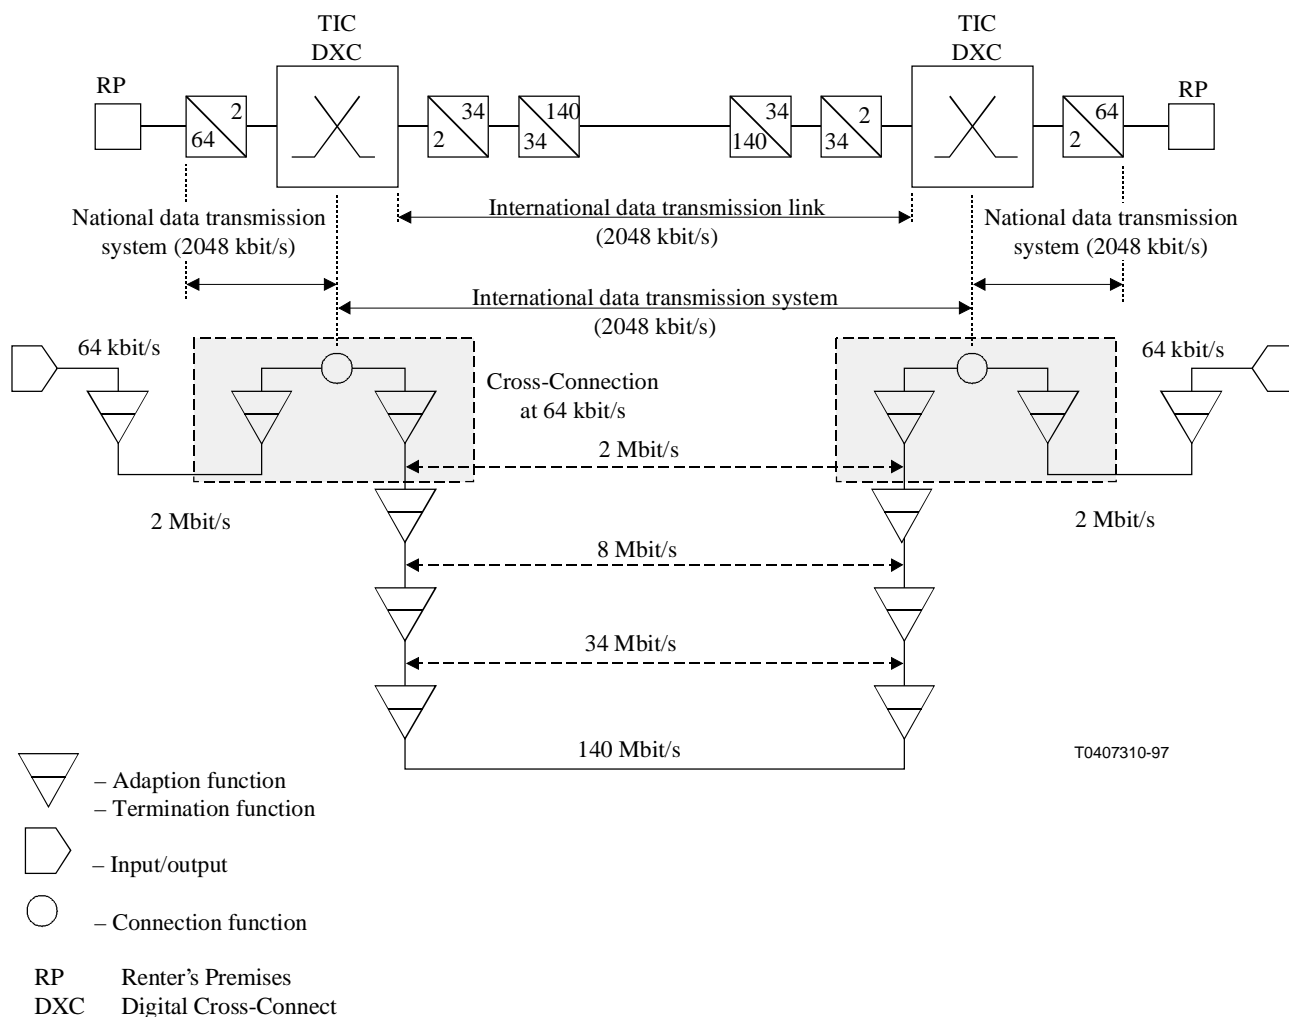 TIC
DXC
TIC
DXC
RP
RP
2
64
34
2
140
34
34
140
2
34
64
2
National data transmission
system (2048 kbit/s)
International data transmission link
(2048 kbit/s)
National data transmission
system (2048 kbit/s)
International data transmission system
(2048 kbit/s)
64 kbit/s
64 kbit/s
Cross-Connection
at 64 kbit/s
2 Mbit/s
2 Mbit/s
2 Mbit/s
8 Mbit/s
34 Mbit/s
140 Mbit/s
T0407310-97
– Adaption function
– Termination function
– Input/output
– Connection function
RP Renter's Premises
DXC Digital Cross-Connect